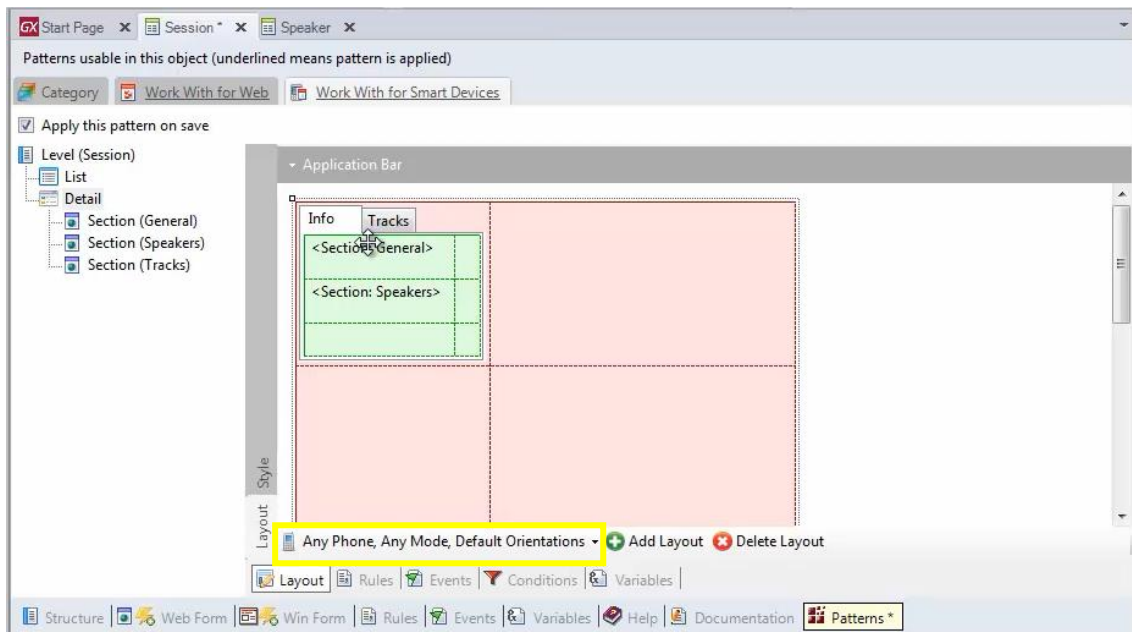 GX Start Page X Session * X Speaker X
Patterns usable in this object (underlined means pattern is applied)
Category Work With for Web Work With for Smart Devices
Apply this pattern on save
Level (Session)
List
Detail
Section (General)
Section (Speakers)
Section (Tracks)
Application Bar
Info Tracks
<Section: General>
<Section: Speakers>
Style
Layout
Any Phone, Any Mode, Default Orientations Add Layout Delete Layout
Layout Rules Events Conditions Variables
Structure Web Form Win Form Rules Events Variables Help Documentation Patterns *